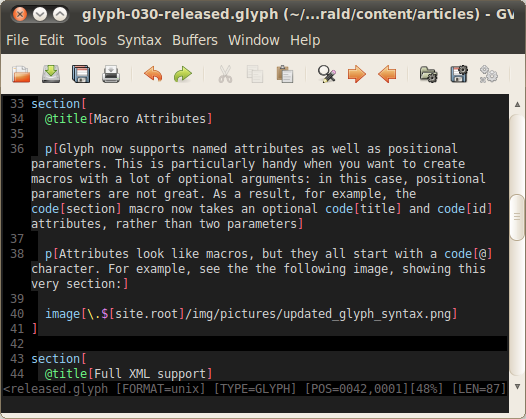 glyph-030-released.glyph (~/...rald/content/articles) - GV
File Edit Tools Syntax Buffers Window Help
33 section[
34 @title[Macro Attributes]
35
36 p[Glyph now supports named attributes as well as positional
parameters. This is particularly handy when you want to create
macros with a lot of optional arguments: in this case, positional
parameters are not great. As a result, for example, the
code[section] macro now takes an optional code[title] and code[id]
attributes, rather than two parameters]
37
38 p[Attributes look like macros, but they all start with a code[@]
character. For example, see the the following image, showing this
very section:]
39
40 image[\.$[site.root]/img/pictures/updated_glyph_syntax.png]
41 ]
42
43 section[
44 @title[Full XML support]
<released.glyph [FORMAT=unix] [TYPE=GLYPH] [POS=0042,0001][48%] [LEN=87]